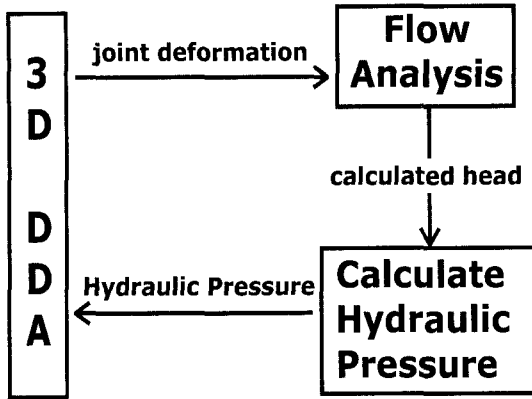 3
D
D
D
A
joint deformation
Flow
Analysis
calculated head
Calculate
Hydraulic
Pressure
Hydraulic Pressure